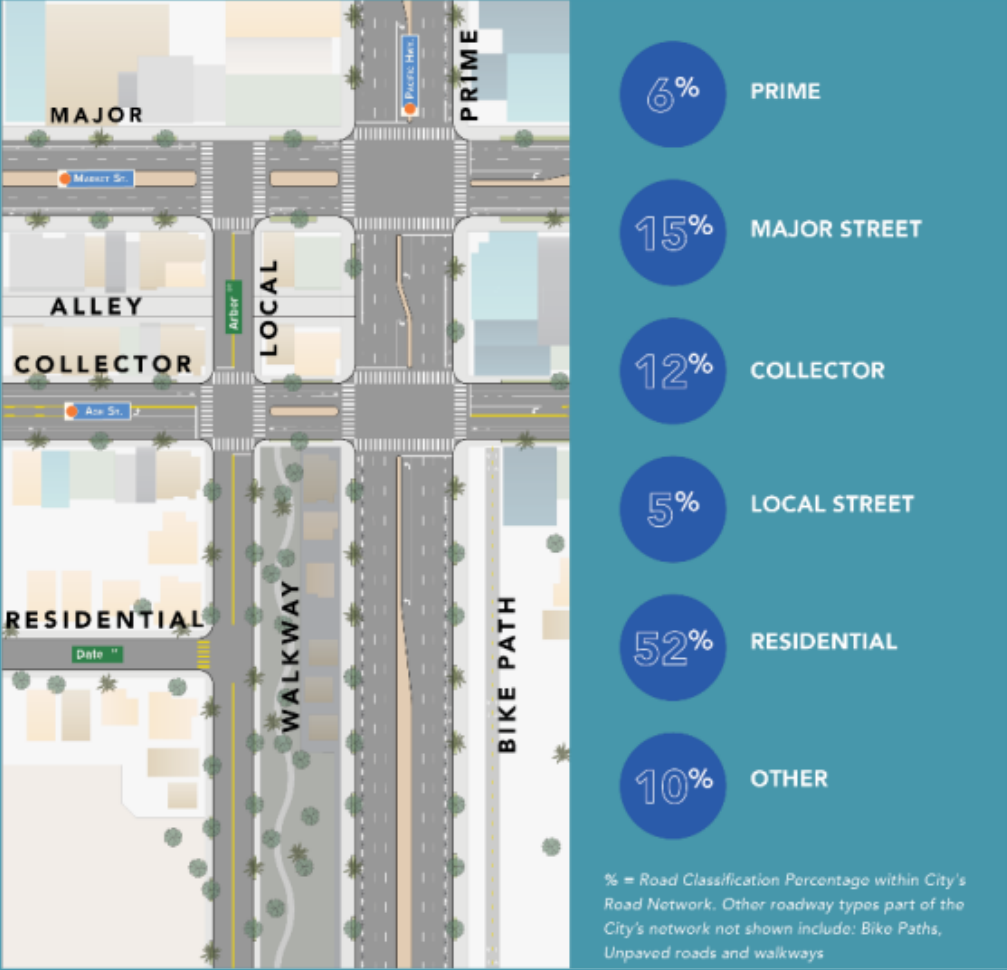 PRIME
Pacific Hwy.
MAJOR
Market St.
ALLEY
LOCAL
Arbor
COLLECTOR
Ash St.
RESIDENTIAL
Date ST
WALKWAY
BIKE PATH
6% PRIME
15% MAJOR STREET
12% COLLECTOR
5% LOCAL STREET
52% RESIDENTIAL
10% OTHER
% = Road Classification Percentage within City's
Road Network. Other roadway types part of the
City's network not shown include: Bike Paths,
Unpaved roads and walkways